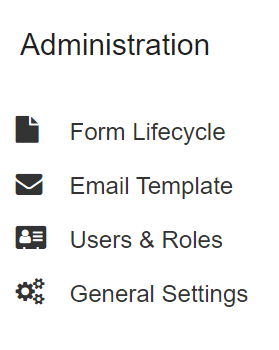 Administration
Form Lifecycle
Email Template
Users & Roles
General Settings